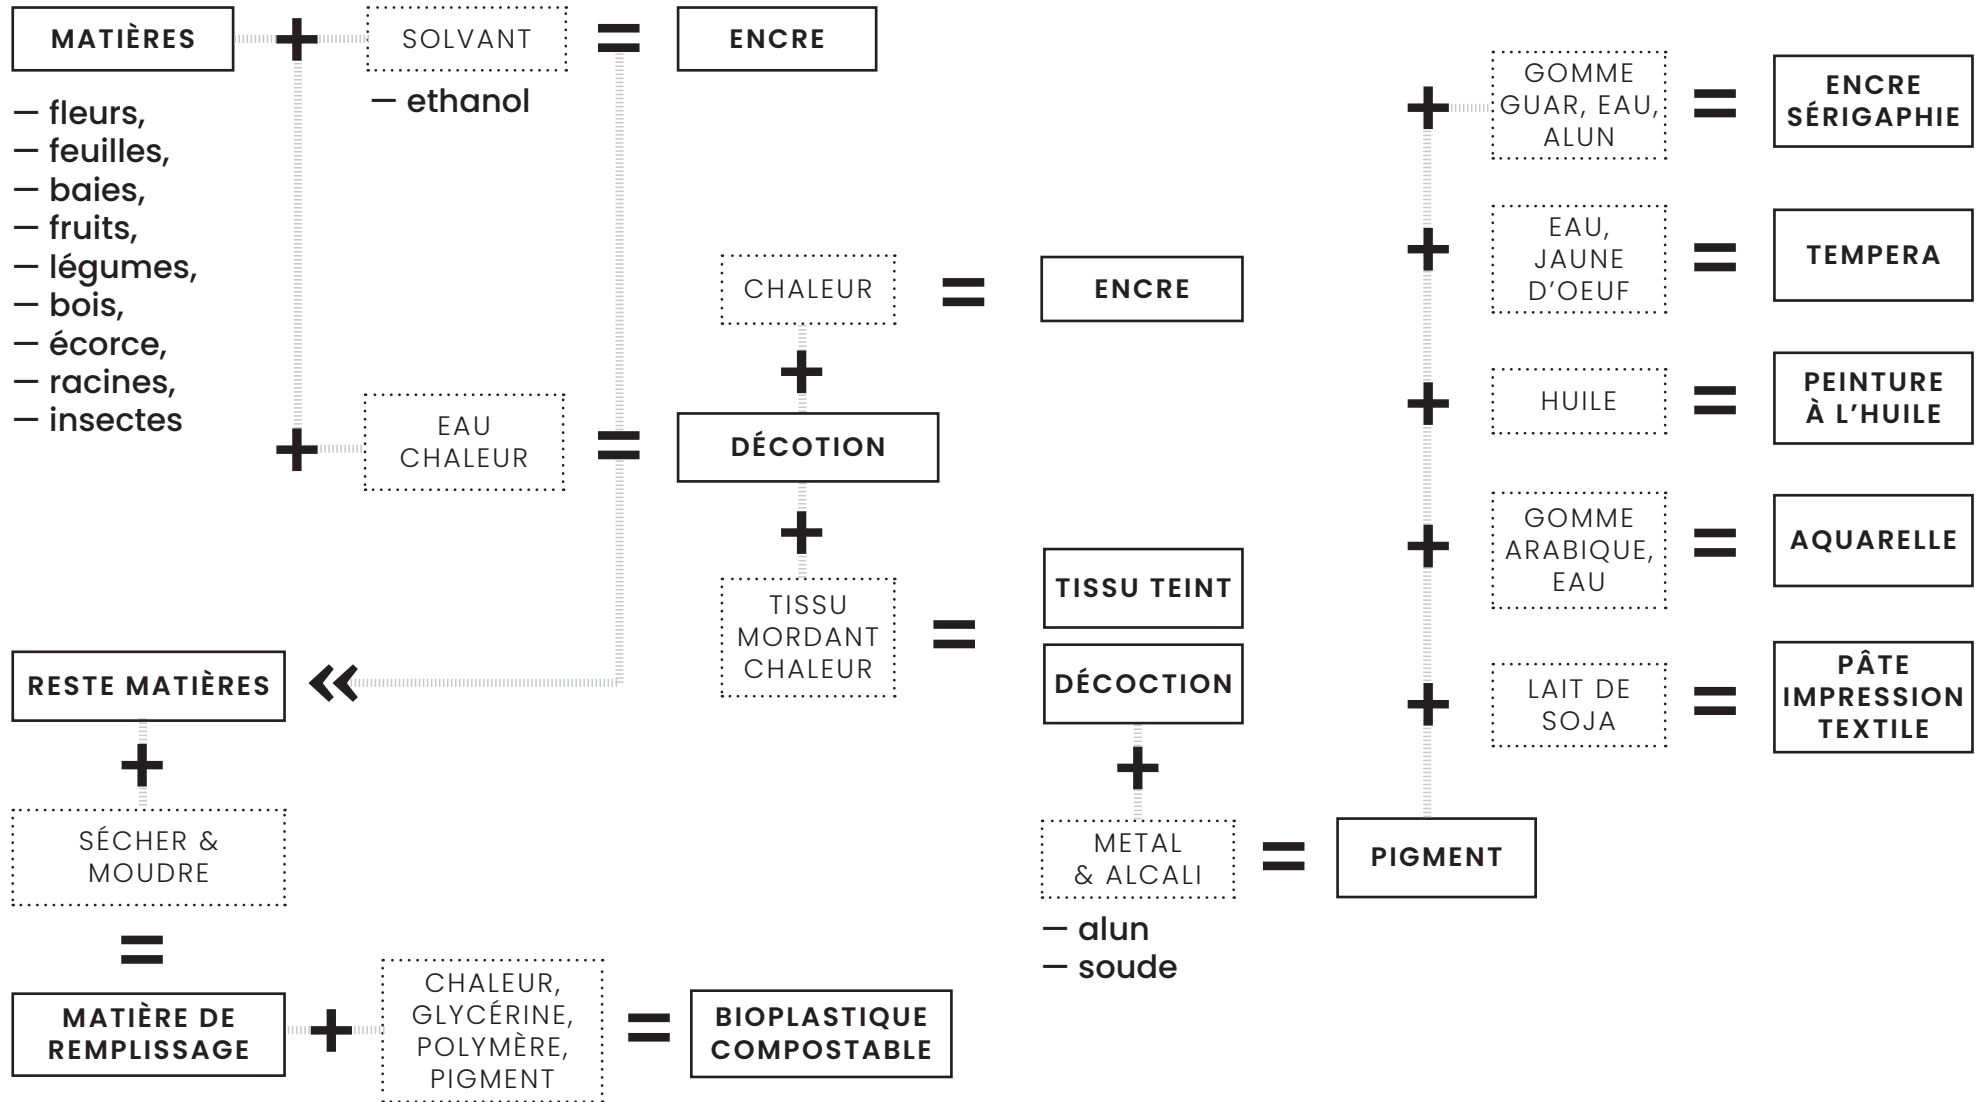 MATIÈRES
— fleurs,
— feuilles,
— baies,
— fruits,
— légumes,
— bois,
— écorce,
— racines,
— insectes
+
SOLVANT
— ethanol
=
ENCRE
+
EAU
CHALEUR
=
DÉCOTION
+
CHALEUR
=
ENCRE
+
TISSU
MORDANT
CHALEUR
=
TISSU TEINT
DÉCOCTION
+
METAL
& ALCALI
— alun
— soude
=
PIGMENT
+
GOMME
GUAR, EAU,
ALUN
=
ENCRE
SÉRIGAPHIE
+
EAU,
JAUNE
D’OEUF
=
TEMPERA
+
HUILE
=
PEINTURE
À L’HUILE
+
GOMME
ARABIQUE,
EAU
=
AQUARELLE
+
LAIT DE
SOJA
=
PÂTE
IMPRESSION
TEXTILE
RESTE MATIÈRES
«
+
SÉCHER &
MOUDRE
=
MATIÈRE DE
REMPLISSAGE
+
CHALEUR,
GLYCÉRINE,
POLYMÈRE,
PIGMENT
=
BIOPLASTIQUE
COMPOSTABLE